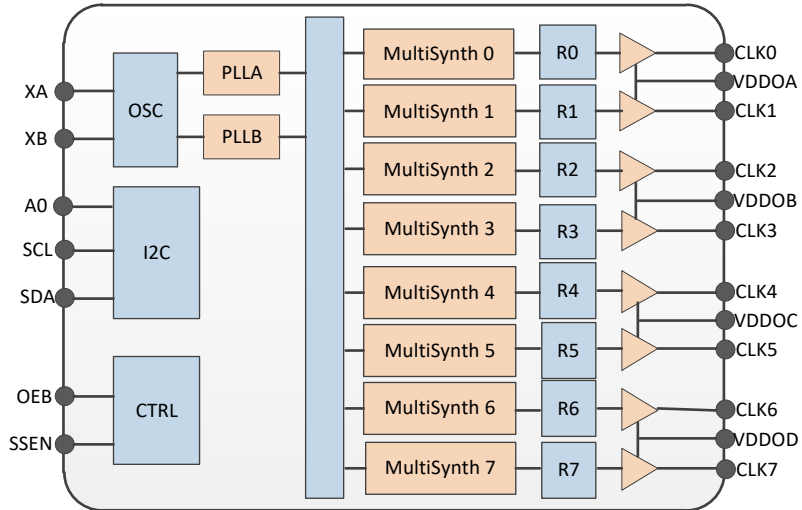 XA
XB
A0
SCL
SDA
OEB
SSEN
OSC
I2C
CTRL
PLLA
PLLB
MultiSynth 0
MultiSynth 1
MultiSynth 2
MultiSynth 3
MultiSynth 4
MultiSynth 5
MultiSynth 6
MultiSynth 7
R0
R1
R2
R3
R4
R5
R6
R7
CLK0
VDDOA
CLK1
CLK2
VDDOB
CLK3
CLK4
VDDOC
CLK5
CLK6
VDDOD
CLK7